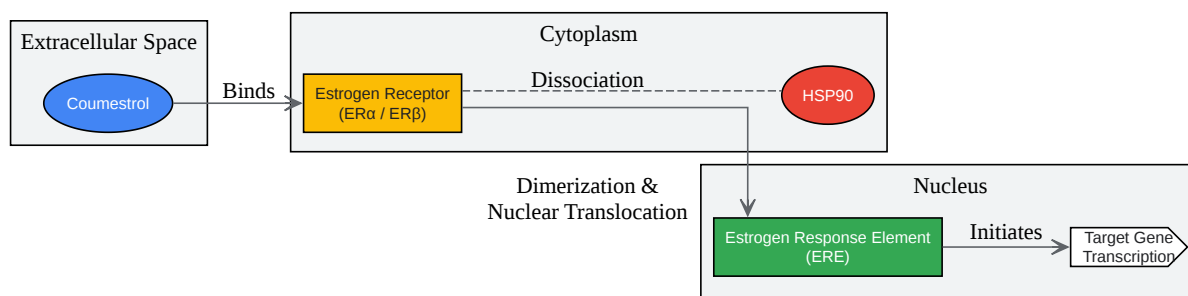 Extracellular Space
Coumestrol
Binds
Cytoplasm
Estrogen Receptor
(ERα / ERβ)
Dissociation
HSP90
Dimerization &
Nuclear Translocation
Nucleus
Estrogen Response Element
(ERE)
Initiates
Target Gene
Transcription